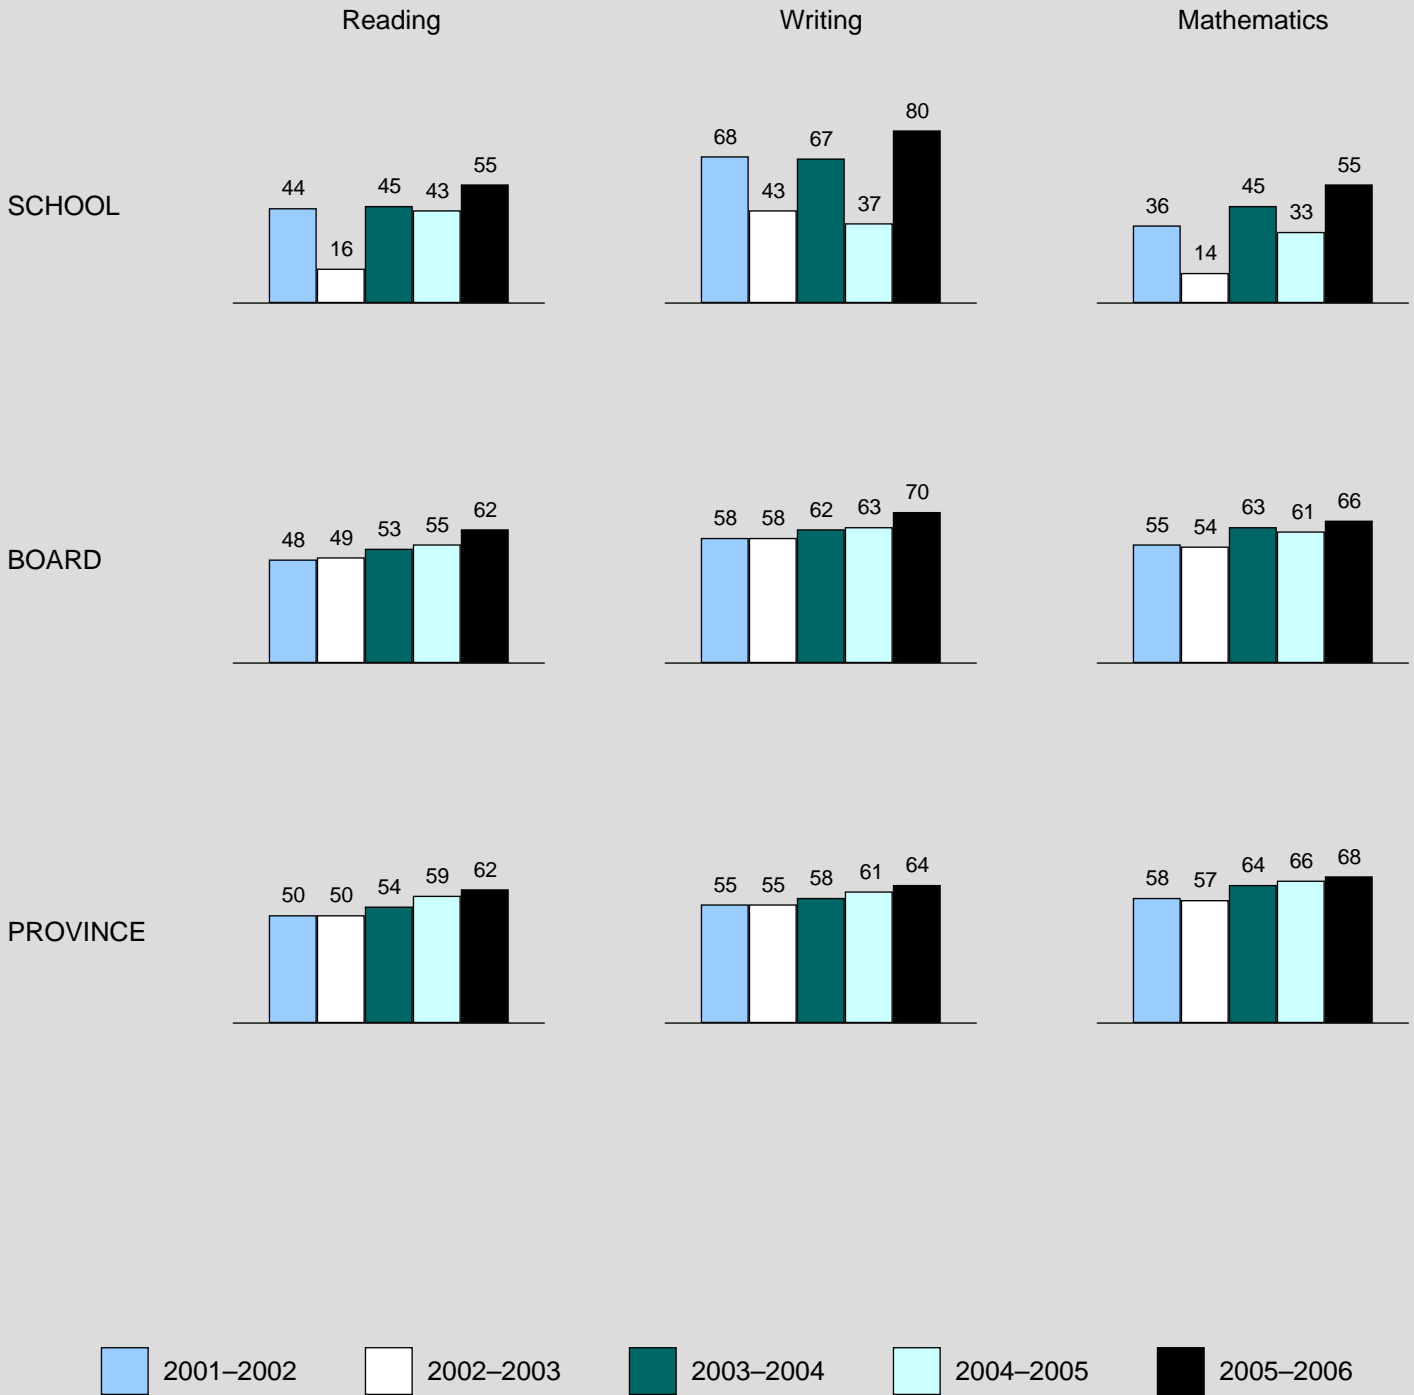 Reading Writing Mathematics
SCHOOL
44 16 45 43 55
68 43 67 37 80
36 14 45 33 55
BOARD
48 49 53 55 62
58 58 62 63 70
55 54 63 61 66
PROVINCE
50 50 54 59 62
55 55 58 61 64
58 57 64 66 68
2001–2002 2002–2003 2003–2004 2004–2005 2005–2006